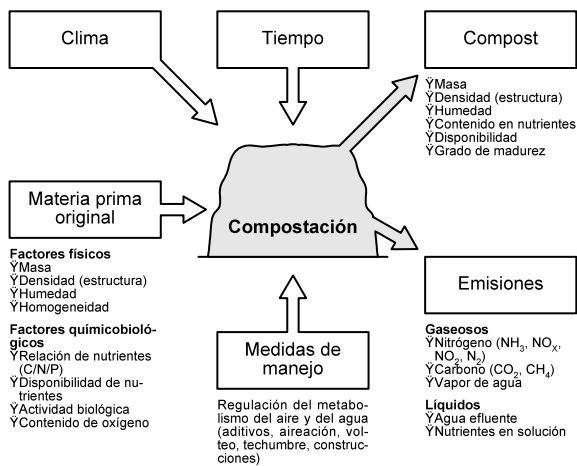 Clima
Tiempo
Compost
ŸMasa
ŸDensidad (estructura)
ŸHumedad
ŸContenido en nutrientes
ŸDisponibilidad
ŸGrado de madurez
Materia prima
original
Compostación
Factores físicos
ŸMasa
ŸDensidad (estructura)
ŸHumedad
ŸHomogeneidad
Factores químicobioló-
gicos
ŸRelación de nutrientes
(C/N/P)
ŸDisponibilidad de nu-
trientes
ŸActividad biológica
ŸContenido de oxígeno
Medidas de
manejo
Regulación del metabo-
lismo del aire y del agua
(aditivos, aireación, vol-
teo, techumbre, construc-
ciones)
Emisiones
Gaseosos
ŸNitrógeno (NH3, NOX,
NO2, N2)
ŸCarbono (CO2, CH4)
ŸVapor de agua
Líquidos
ŸAgua efluente
ŸNutrientes en solución